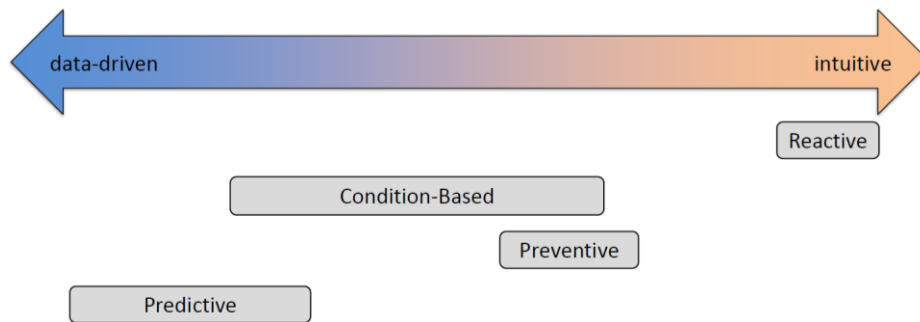 data-driven intuitive
Reactive
Condition-Based
Preventive
Predictive